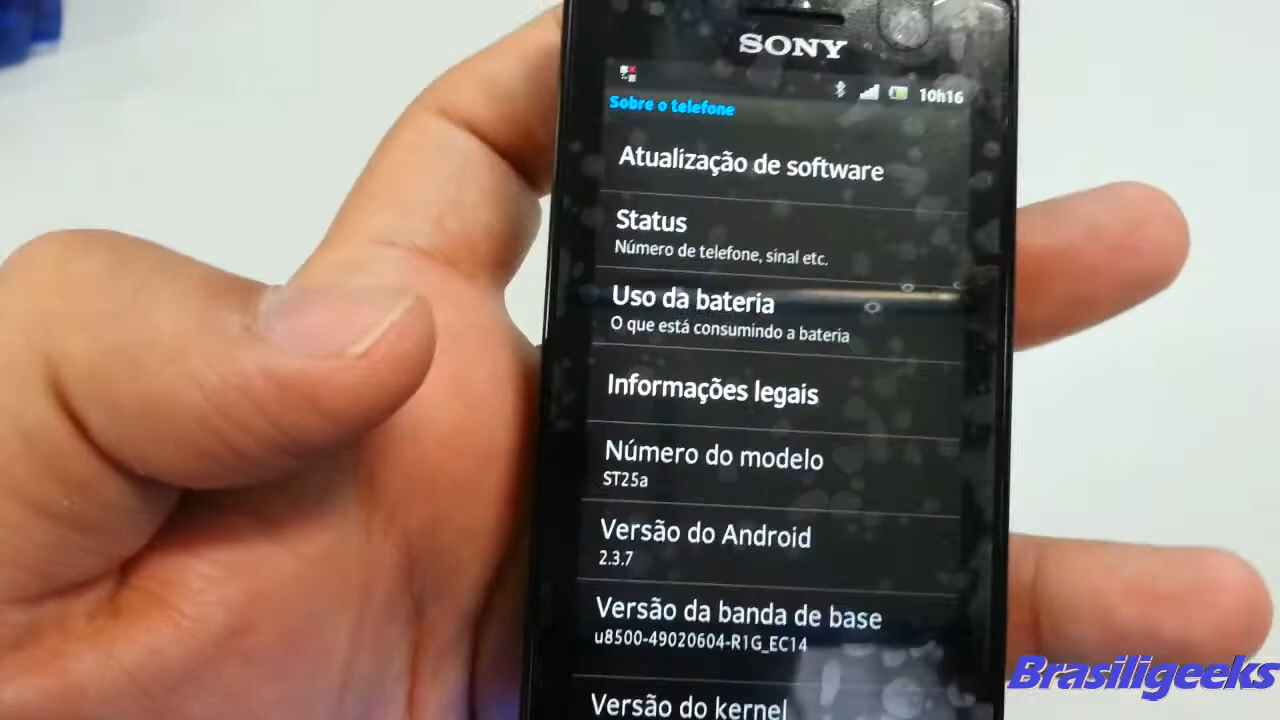 SONY
10h16
Sobre o telefone
Atualização de software
Status
Número de telefone, sinal etc.
Uso da bateria
O que está consumindo a bateria
Informações legais
Número do modelo
ST25a
Versão do Android
2.3.7
Versão da banda de base
u8500-49020604-R1G_EC14
Versão do kernel
Brasiligeeks